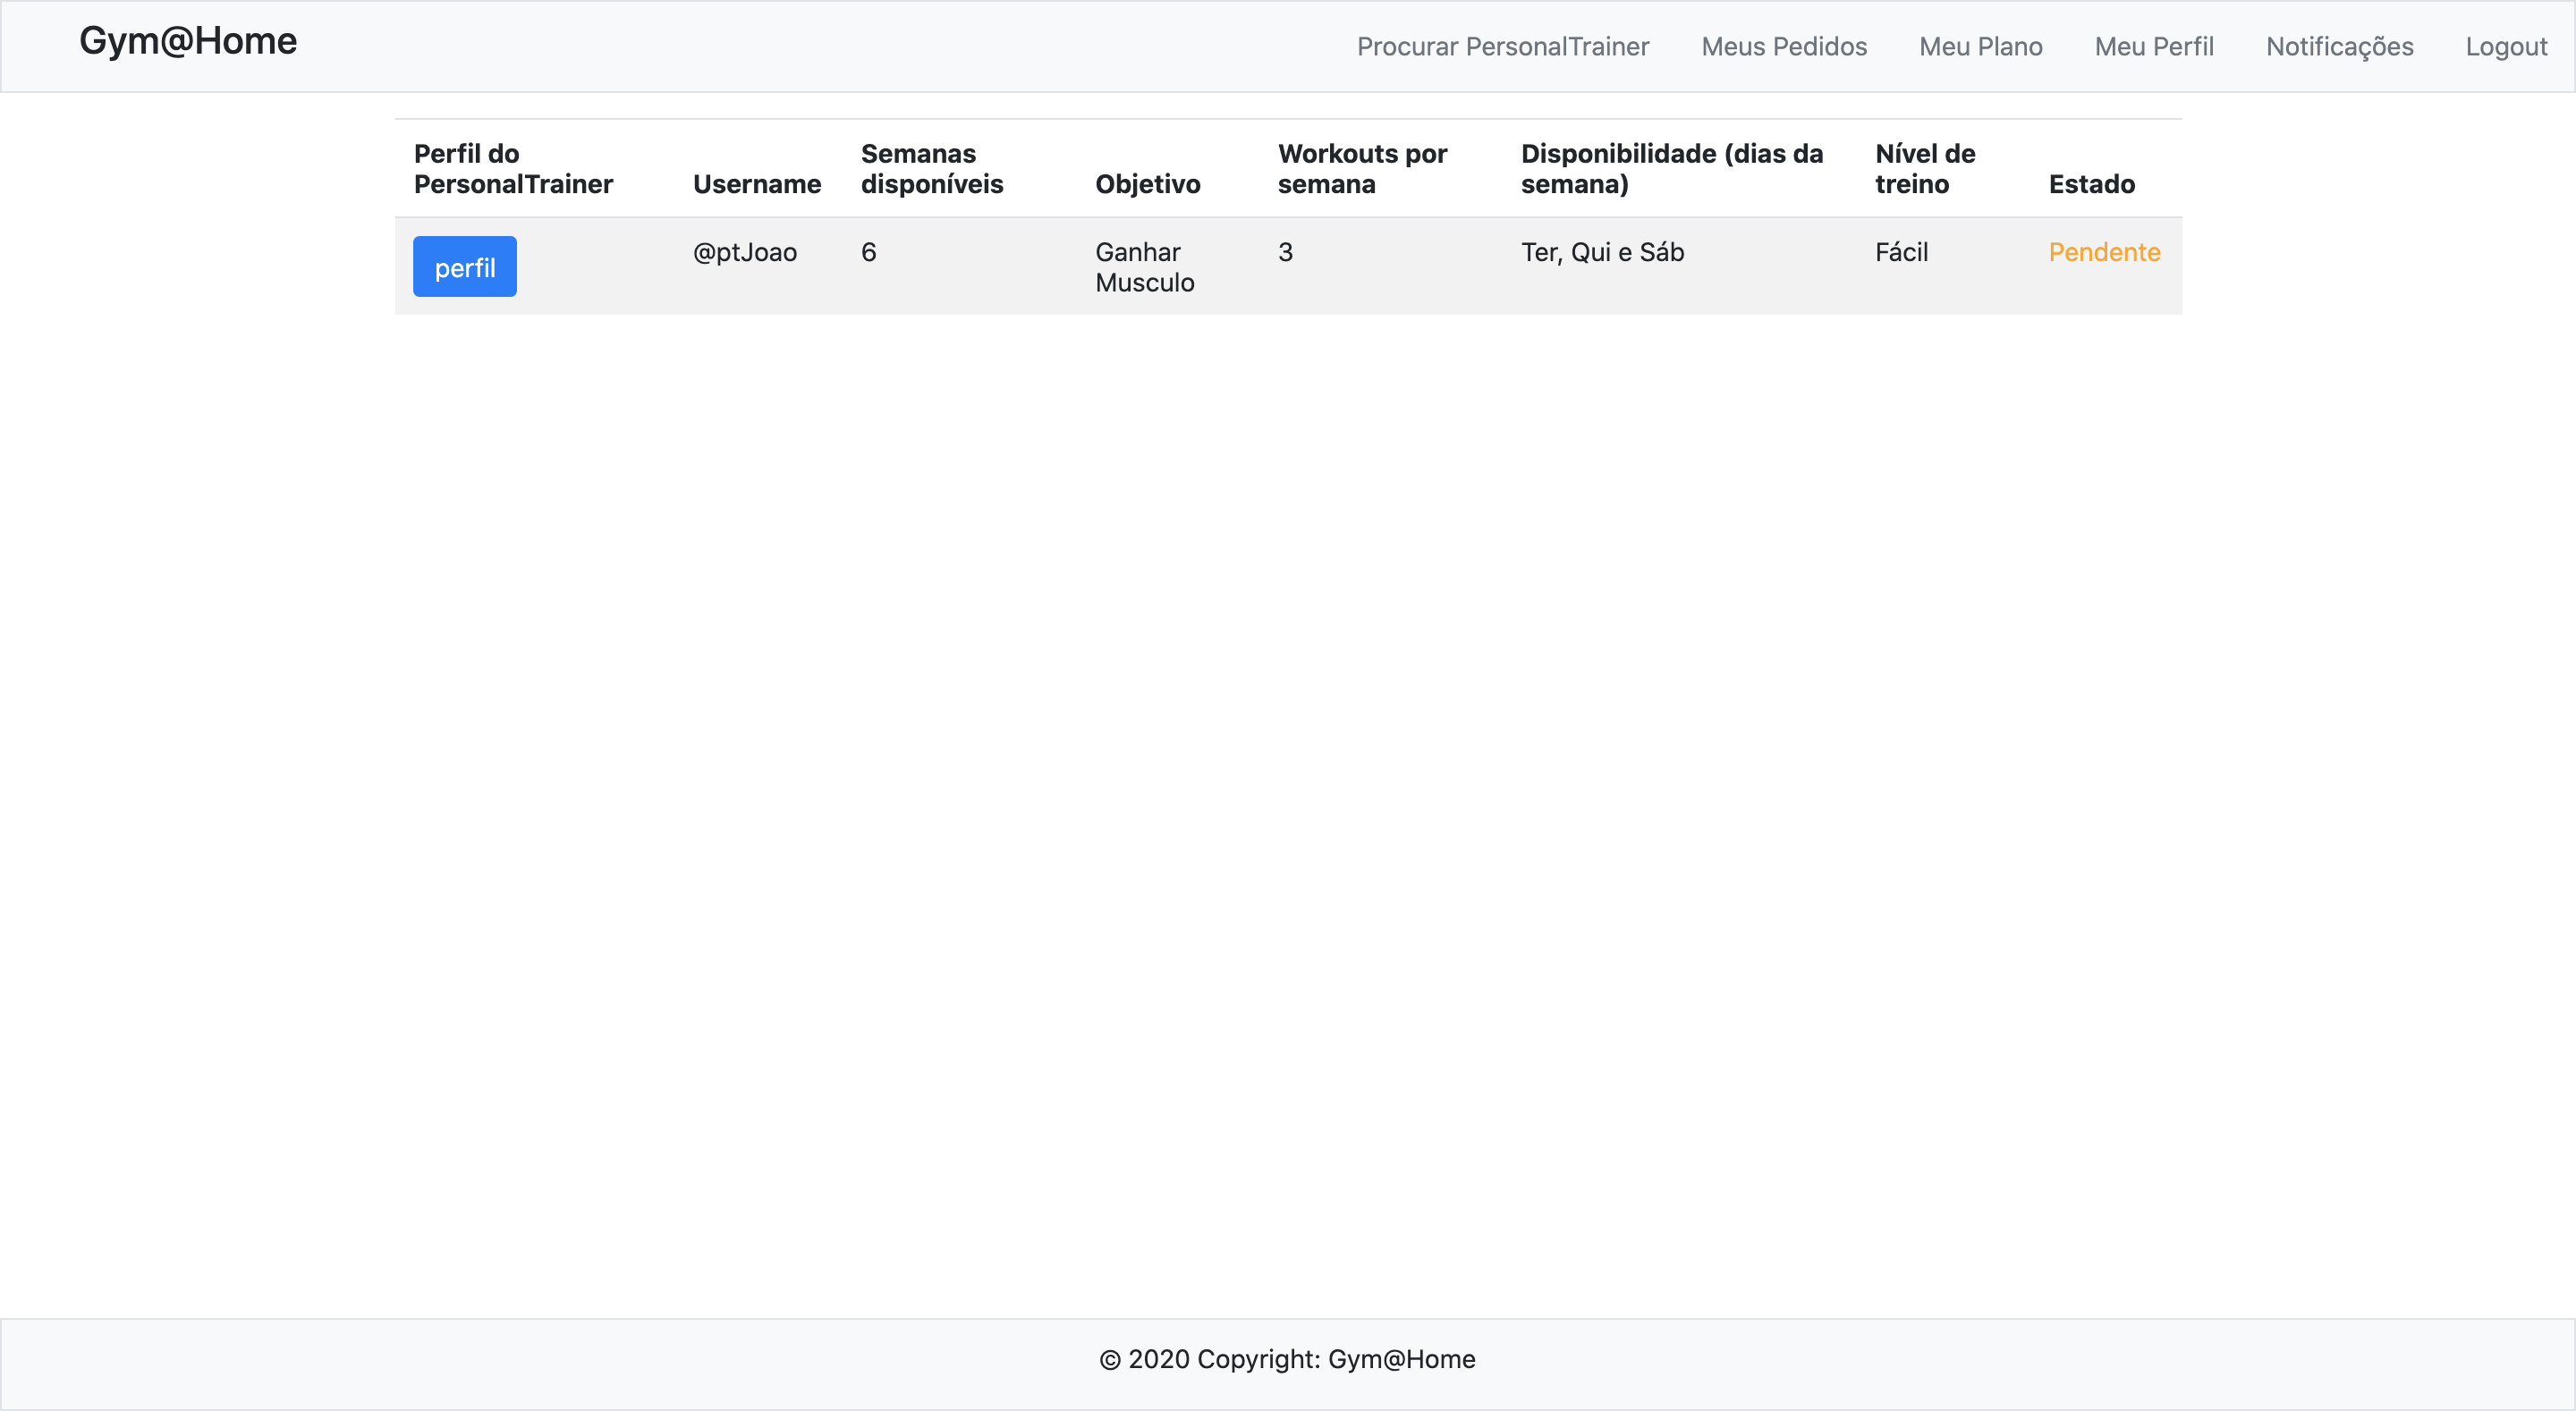 Gym@Home
Procurar PersonalTrainer Meus Pedidos Meu Plano Meu Perfil Notificações Logout
Perfil do PersonalTrainer Username Semanas disponíveis Objetivo Workouts por semana Disponibilidade (dias da semana) Nível de treino Estado
perfil @ptJoao 6 Ganhar Musculo 3 Ter, Qui e Sáb Fácil Pendente
© 2020 Copyright: Gym@Home